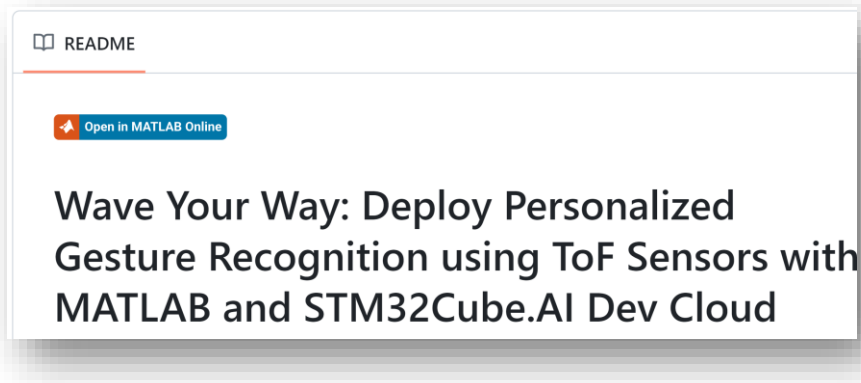 README
Open in MATLAB Online
Wave Your Way: Deploy Personalized
Gesture Recognition using ToF Sensors with
MATLAB and STM32Cube.AI Dev Cloud